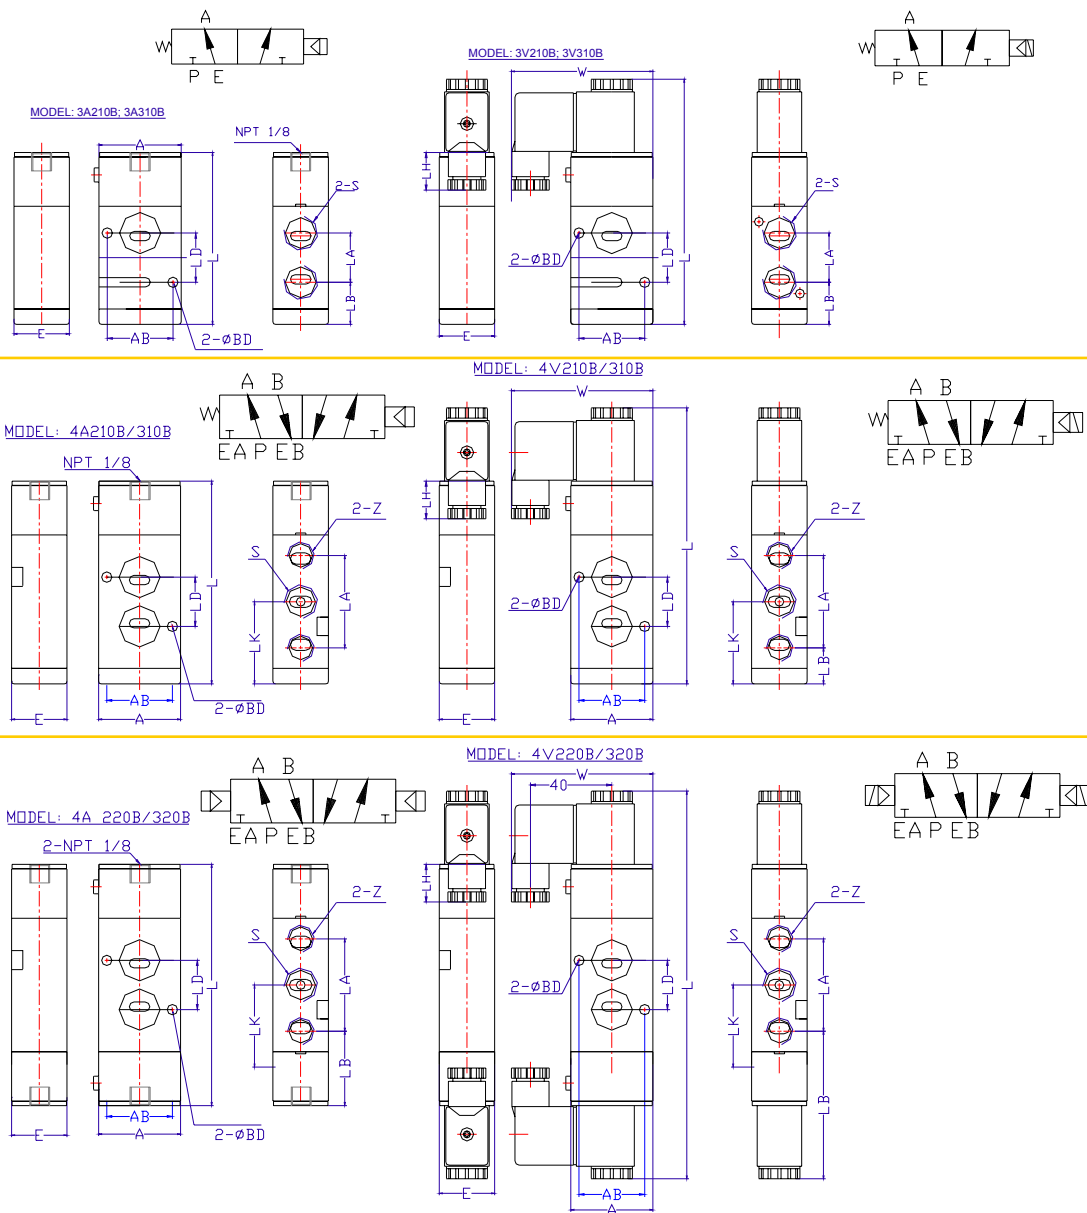 A
P E
MODEL: 3A210B; 3A310B
A
NPT 1/8
2-S
LD
L
LA
LB
E
AB
2-ØBD
MODEL: 3V210B; 3V310B
W
A
P E
LH
2-S
2-ØBD
LD
L
LA
LB
E
AB
MODEL: 4A210B/310B
A B
EA P EB
NPT 1/8
2-Z
S
LD
L
LA
LK
AB
E
A
2-ØBD
MODEL: 4V210B/310B
W
A B
EA P EB
LH
2-Z
S
2-ØBD
LD
L
LA
LK
LB
AB
E
A
MODEL: 4A 220B/320B
A B
EA P EB
2-NPT 1/8
2-Z
S
LD
L
LA
LK
LB
AB
E
A
2-ØBD
MODEL: 4V220B/320B
W
40
A B
EA P EB
LH
2-Z
S
2-ØBD
LD
L
LA
LK
LB
E
AB
A